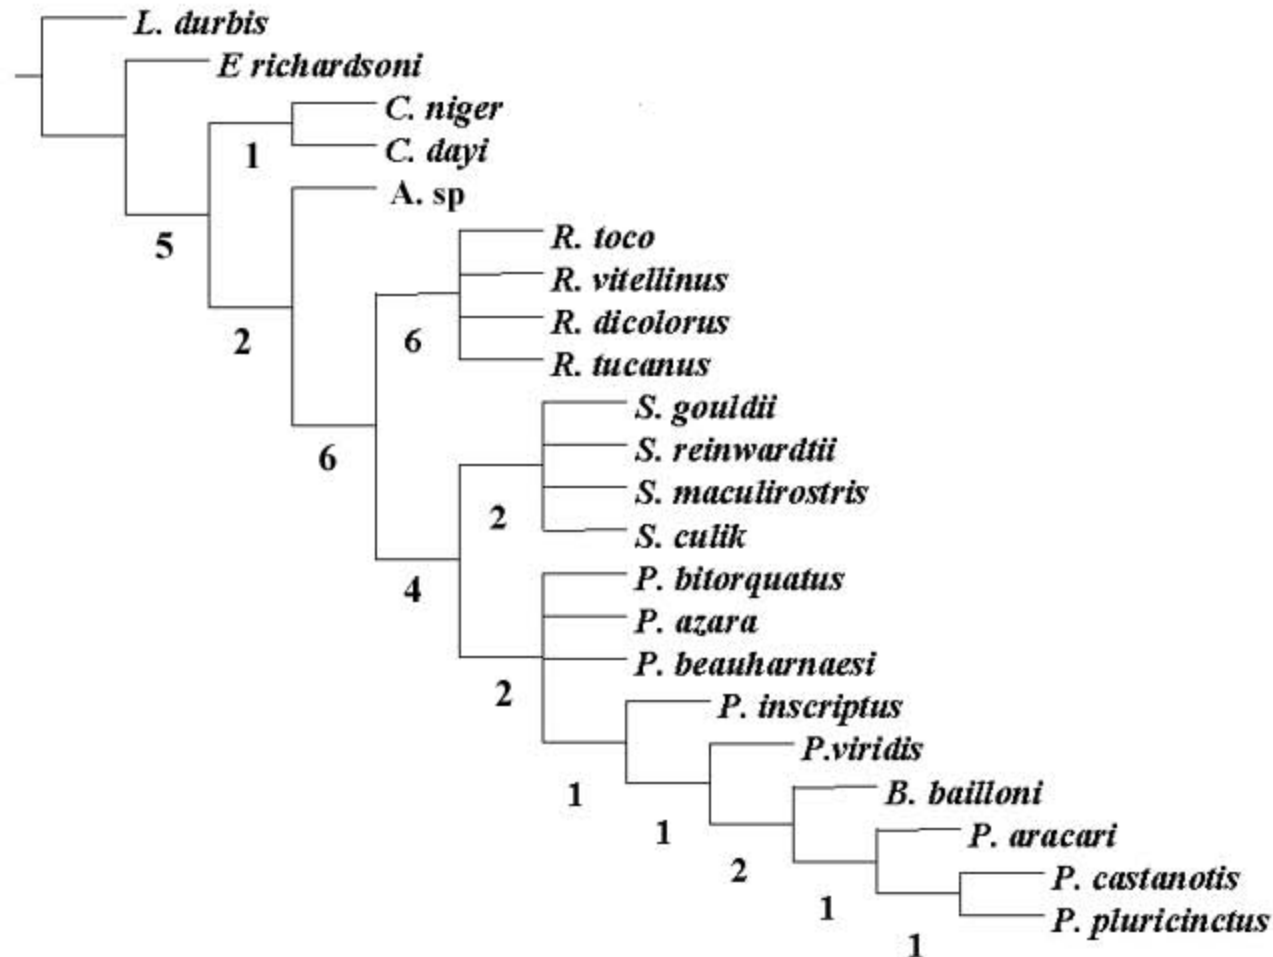 L. durbis
E richardsoni
C. niger
1
C. dayi
A. sp
5
R. toco
R. vitellinus
2
6
R. dicolorus
R. tucanus
S. gouldii
6
S. reinwardtii
S. maculirostris
2
S. culik
4
P. bitorquatus
P. azara
P. beauharnaesi
2
P. inscriptus
P.viridis
1
B. bailloni
1
P. aracari
2
P. castanotis
1
P. pluricinctus
1